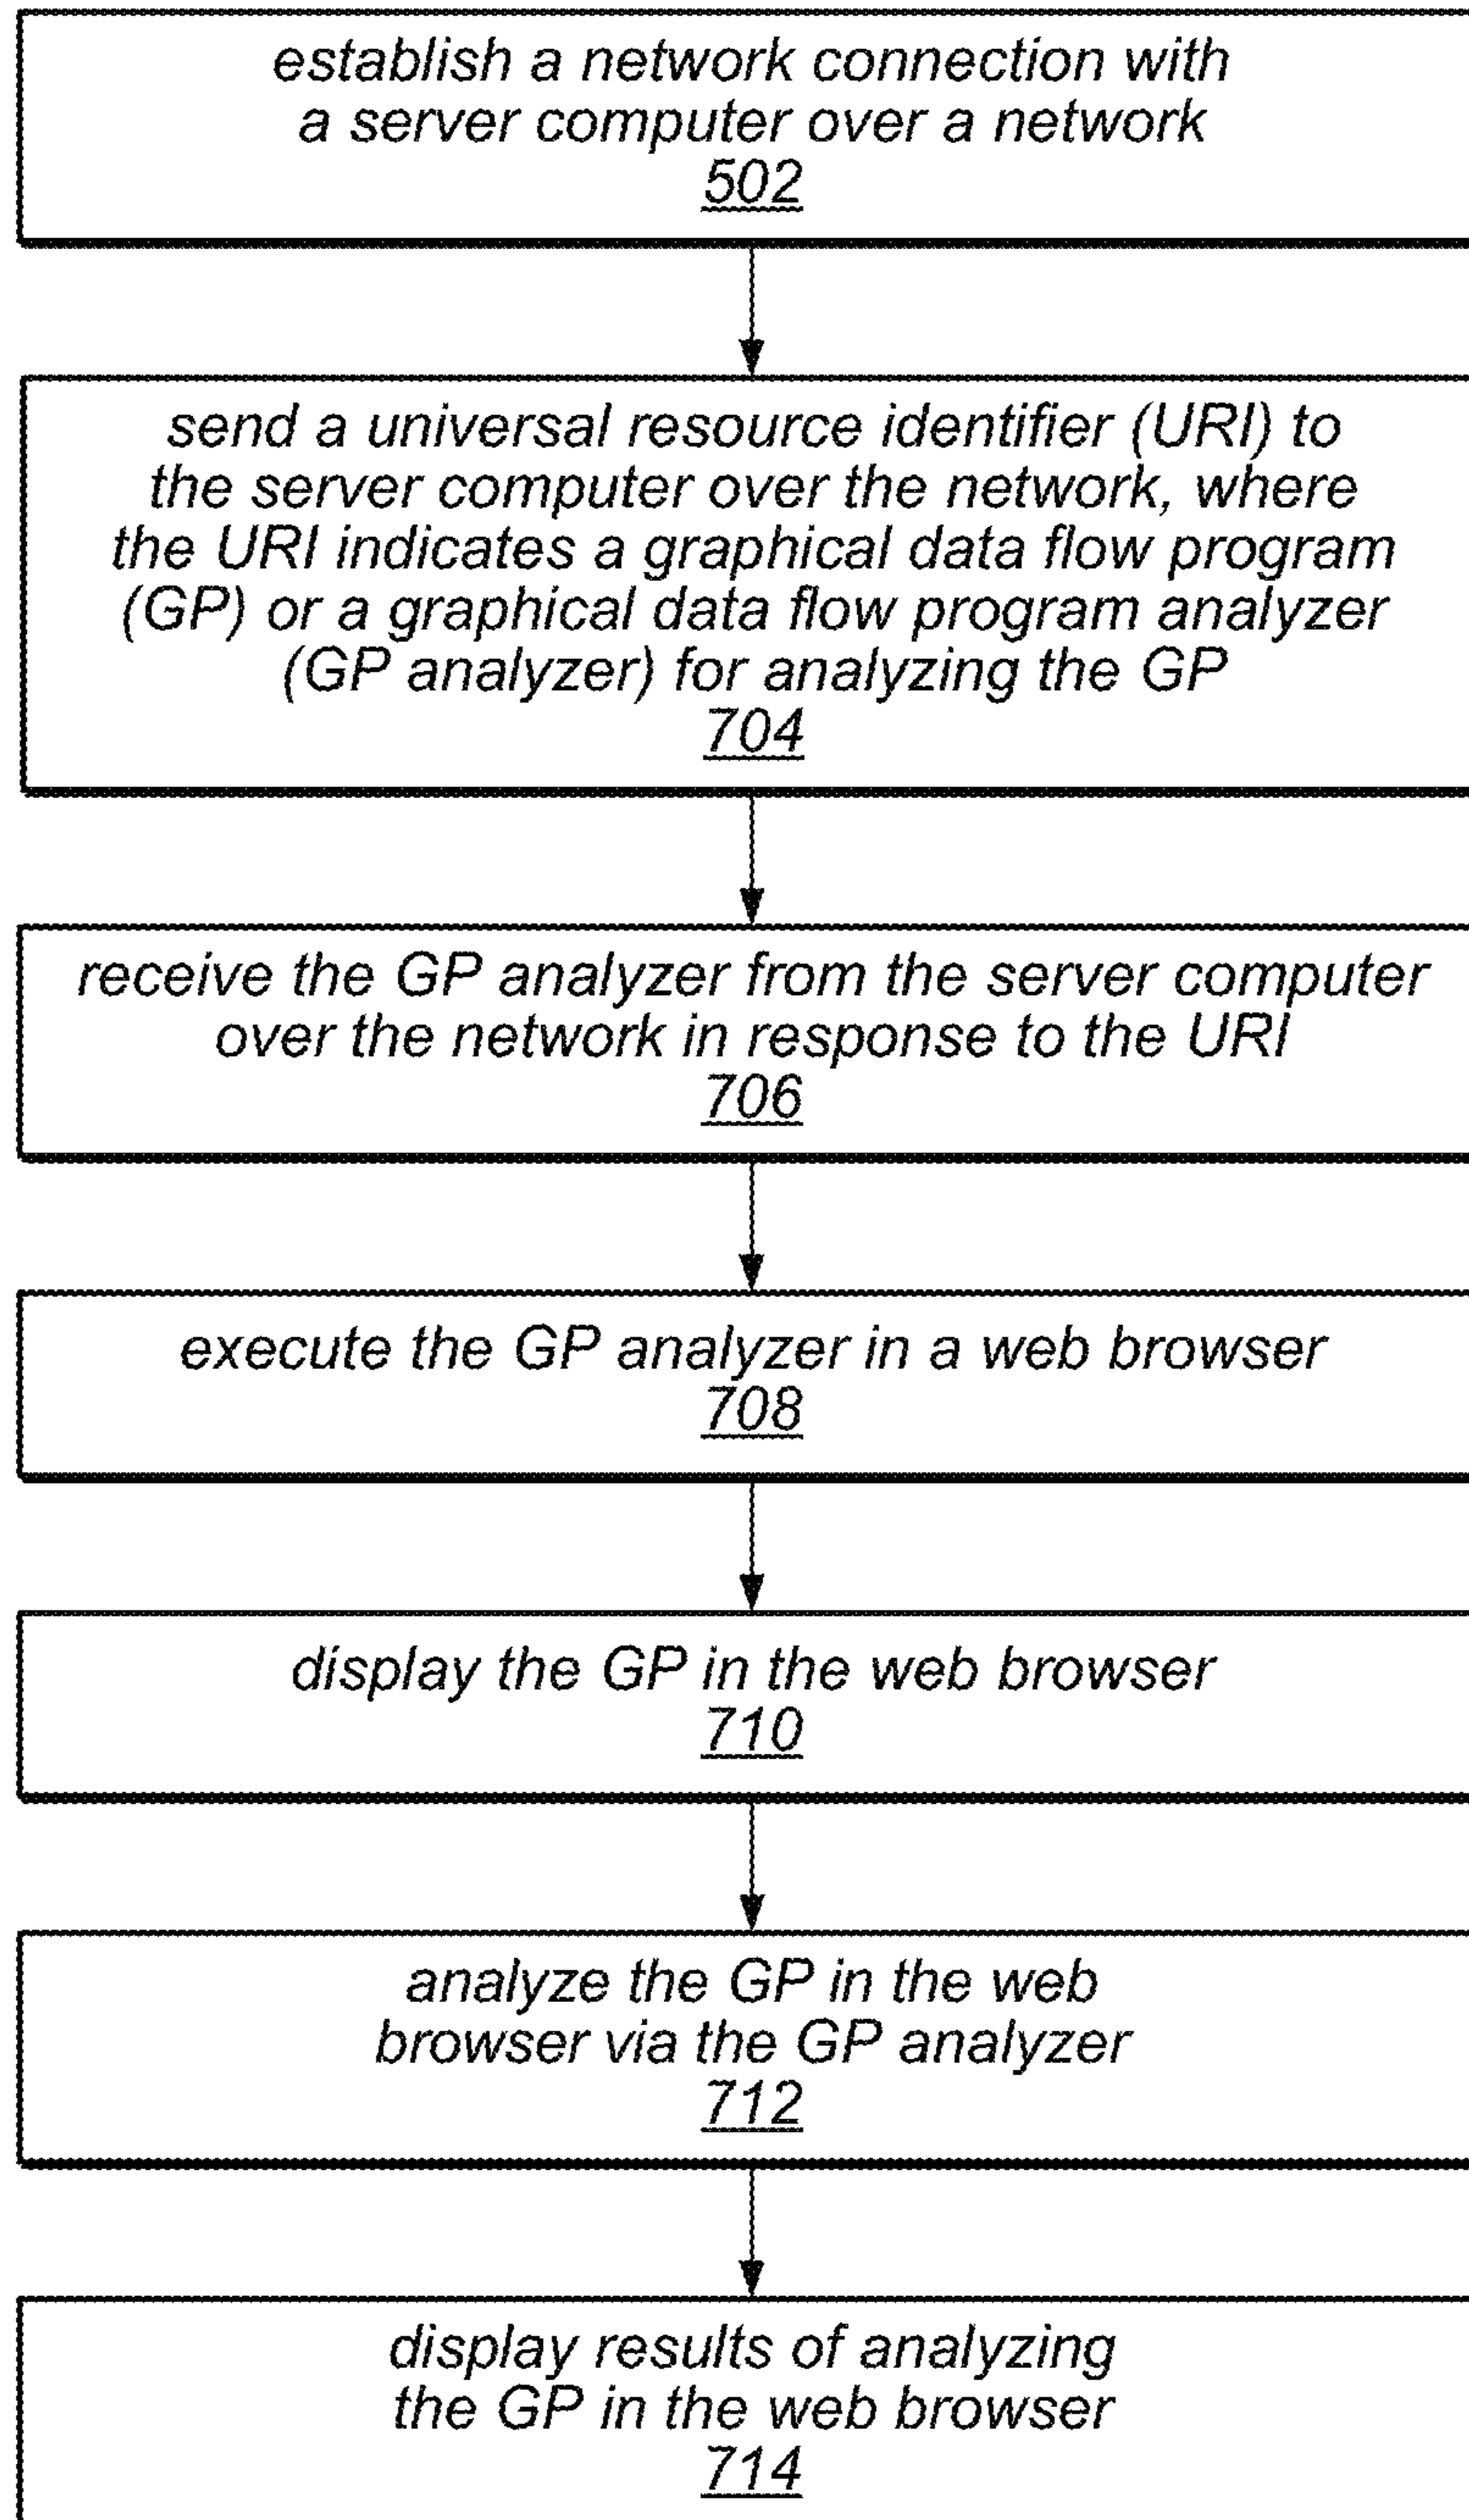 establish a network connection with
a server computer over a network
502
send a universal resource identifier (URI) to
the server computer over the network, where
the URI indicates a graphical data flow program
(GP) or a graphical data flow program analyzer
(GP analyzer) for analyzing the GP
704
receive the GP analyzer from the server computer
over the network in response to the URI
706
execute the GP analyzer in a web browser
708
display the GP in the web browser
710
analyze the GP in the web
browser via the GP analyzer
712
display results of analyzing
the GP in the web browser
714